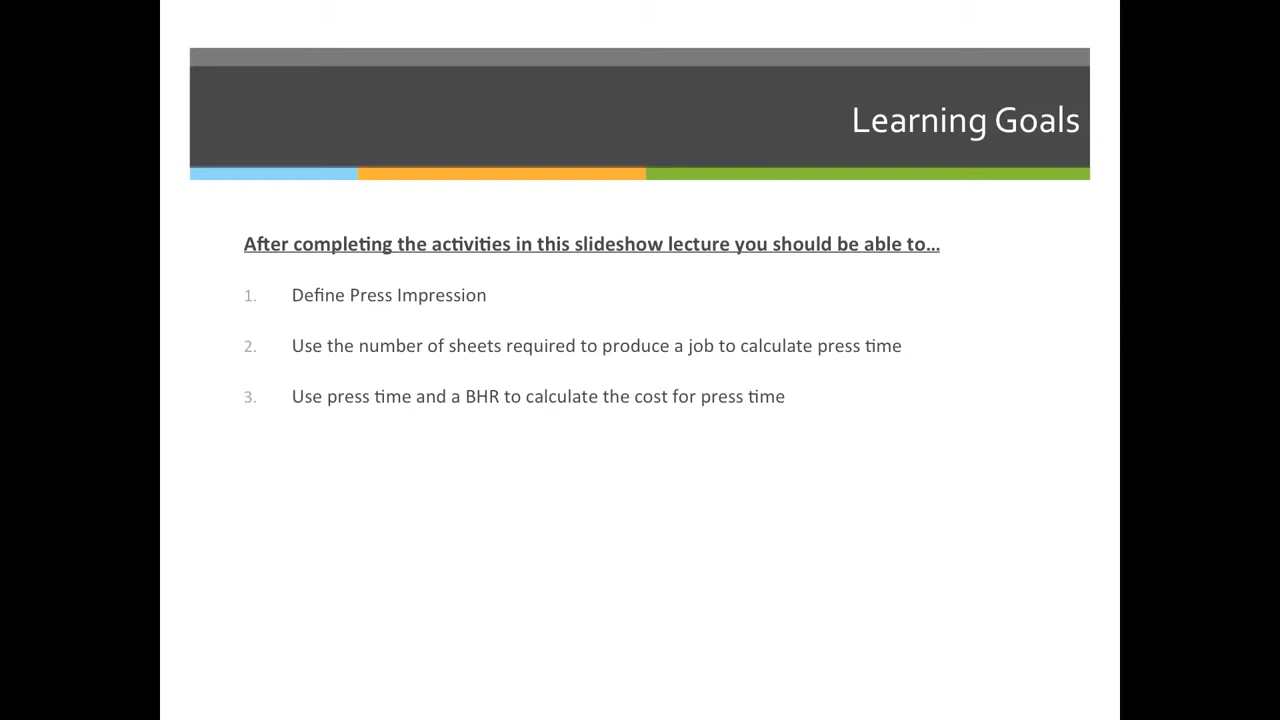 Learning Goals
After completing the activities in this slideshow lecture you should be able to…
1. Define Press Impression
2. Use the number of sheets required to produce a job to calculate press time
3. Use press time and a BHR to calculate the cost for press time